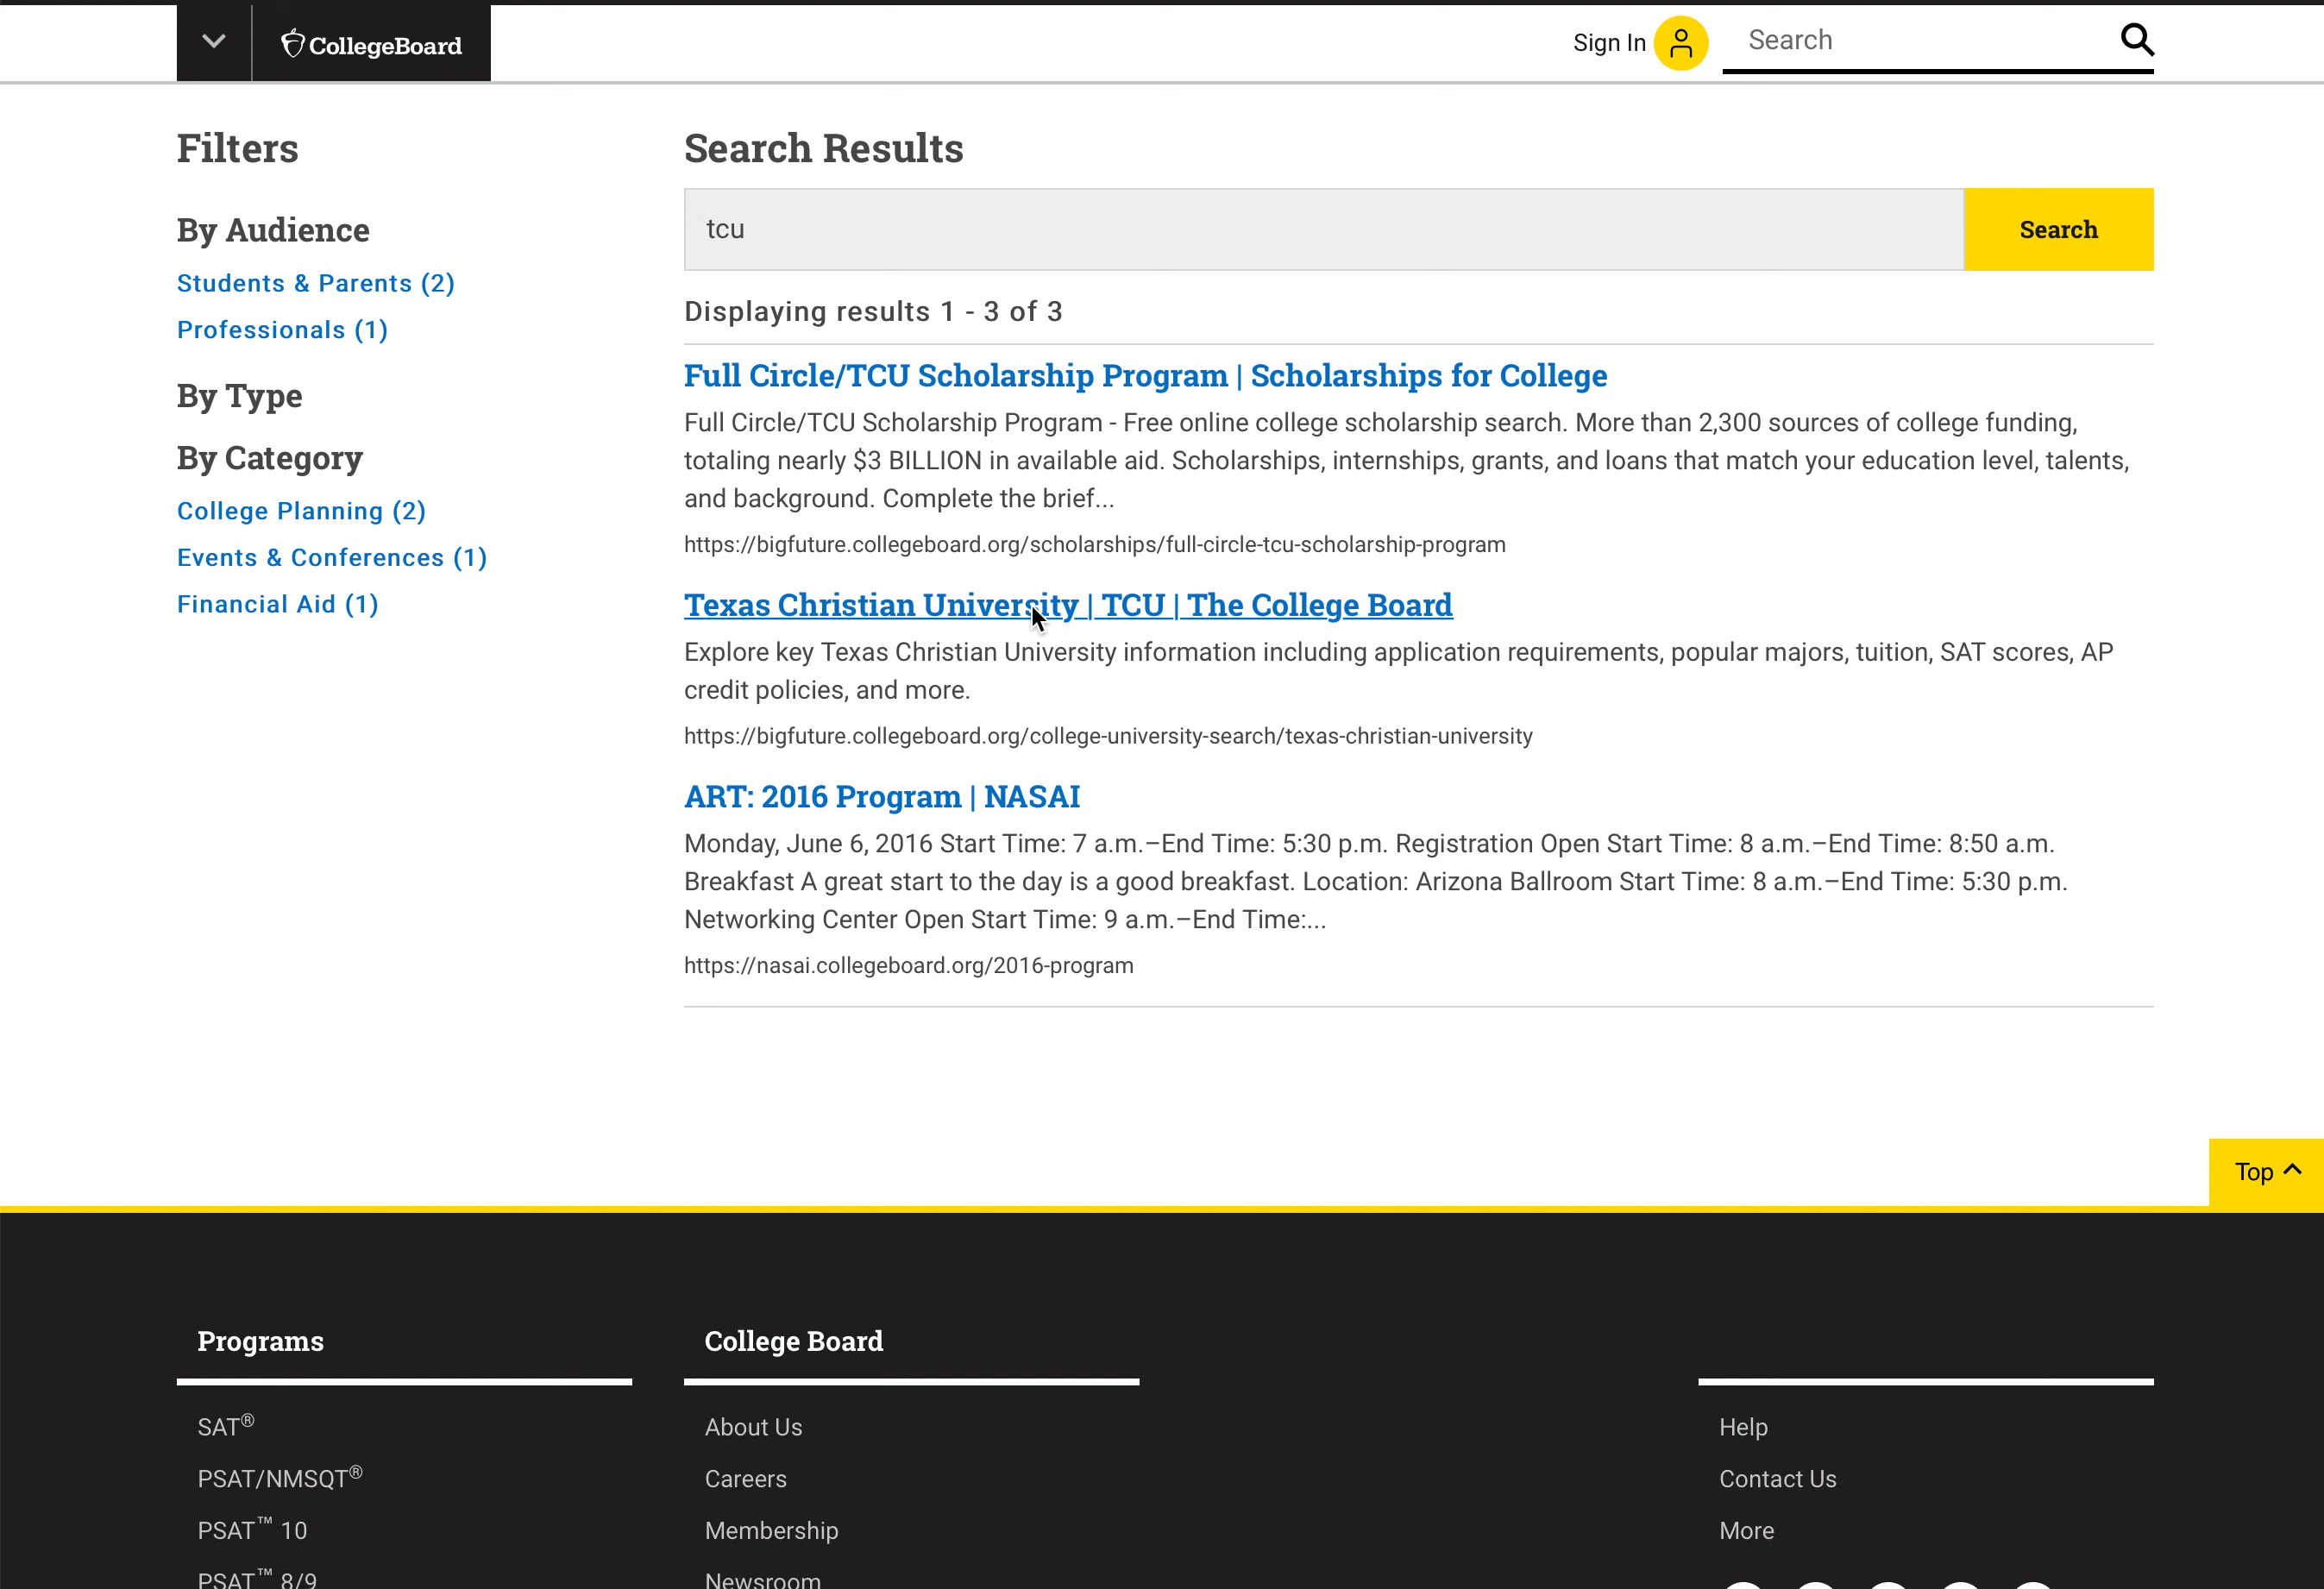 CollegeBoard
Sign In
Search
Filters
By Audience
Students & Parents (2)
Professionals (1)
By Type
By Category
College Planning (2)
Events & Conferences (1)
Financial Aid (1)
Search Results
tcu
Search
Displaying results 1 - 3 of 3
Full Circle/TCU Scholarship Program | Scholarships for College
Full Circle/TCU Scholarship Program - Free online college scholarship search. More than 2,300 sources of college funding,
totaling nearly $3 BILLION in available aid. Scholarships, internships, grants, and loans that match your education level, talents,
and background. Complete the brief...
https://bigfuture.collegeboard.org/scholarships/full-circle-tcu-scholarship-program
Texas Christian University | TCU | The College Board
Explore key Texas Christian University information including application requirements, popular majors, tuition, SAT scores, AP
credit policies, and more.
https://bigfuture.collegeboard.org/college-university-search/texas-christian-university
ART: 2016 Program | NASAI
Monday, June 6, 2016 Start Time: 7 a.m.–End Time: 5:30 p.m. Registration Open Start Time: 8 a.m.–End Time: 8:50 a.m.
Breakfast A great start to the day is a good breakfast. Location: Arizona Ballroom Start Time: 8 a.m.–End Time: 5:30 p.m.
Networking Center Open Start Time: 9 a.m.–End Time:...
https://nasai.collegeboard.org/2016-program
Top
Programs
SAT®
PSAT/NMSQT®
PSAT™ 10
PSAT™ 8/9
College Board
About Us
Careers
Membership
Newsroom
Help
Contact Us
More